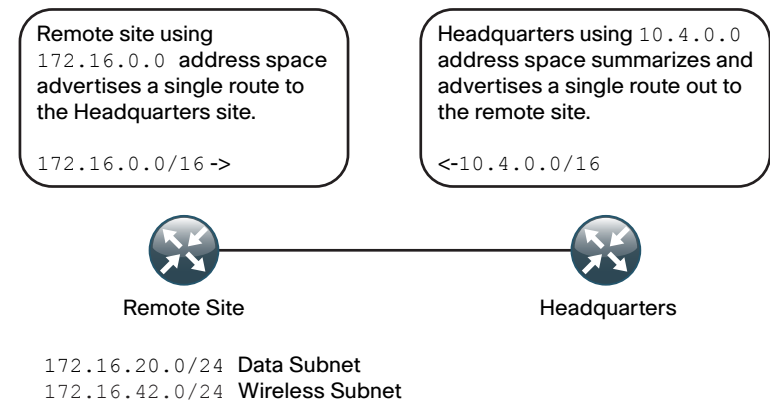 Remote site using
172.16.0.0 address space
advertises a single route to
the Headquarters site.
172.16.0.0/16 ->
Headquarters using 10.4.0.0
address space summarizes and
advertises a single route out to
the remote site.
<-10.4.0.0/16
Remote Site
Headquarters
172.16.20.0/24 Data Subnet
172.16.42.0/24 Wireless Subnet